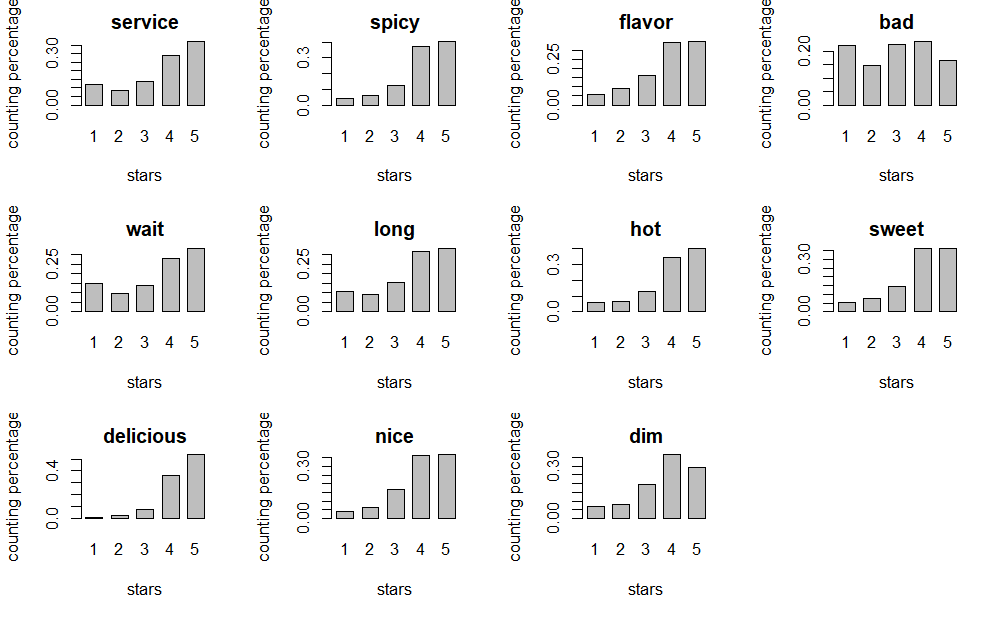 service
counting percentage
0.00 0.30
1 2 3 4 5
stars
spicy
counting percentage
0.0 0.3
1 2 3 4 5
stars
flavor
counting percentage
0.00 0.25
1 2 3 4 5
stars
bad
counting percentage
0.00 0.20
1 2 3 4 5
stars
wait
counting percentage
0.00 0.25
1 2 3 4 5
stars
long
counting percentage
0.00 0.25
1 2 3 4 5
stars
hot
counting percentage
0.0 0.3
1 2 3 4 5
stars
sweet
counting percentage
0.00 0.30
1 2 3 4 5
stars
delicious
counting percentage
0.0 0.4
1 2 3 4 5
stars
nice
counting percentage
0.00 0.30
1 2 3 4 5
stars
dim
counting percentage
0.00 0.30
1 2 3 4 5
stars